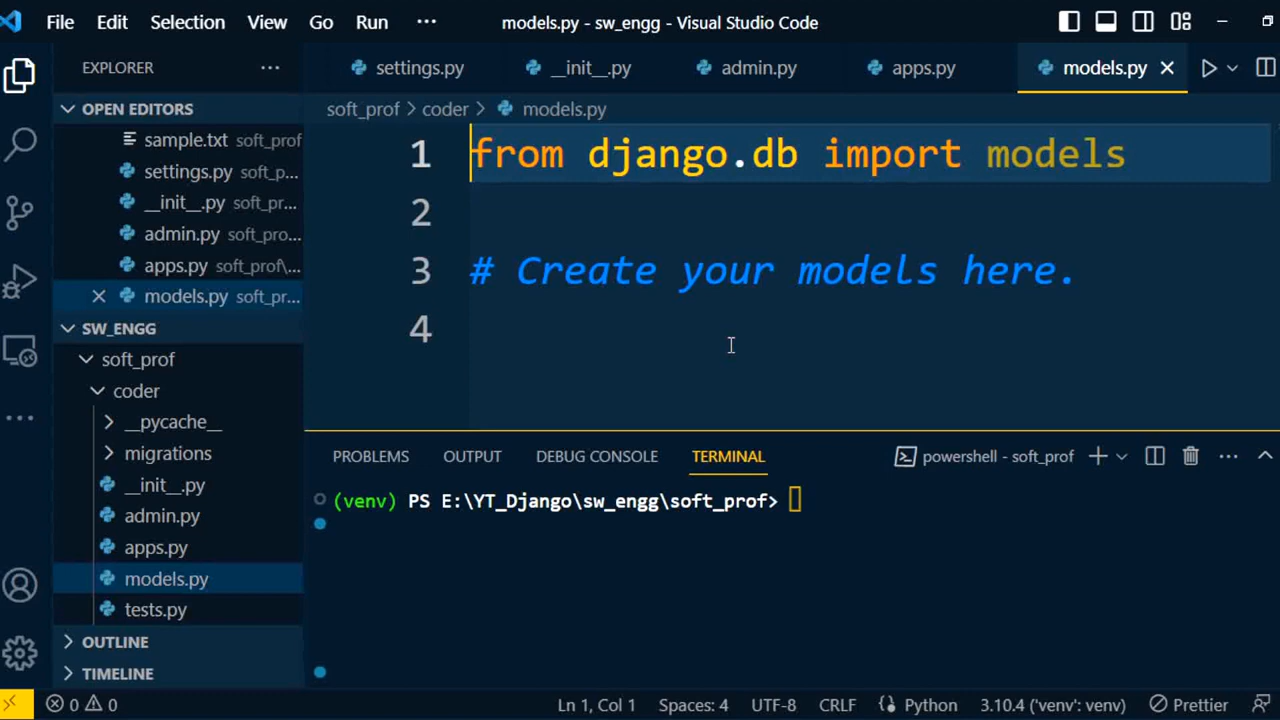 File Edit Selection View Go Run ··· models.py - sw_engg - Visual Studio Code
EXPLORER ···
settings.py __init__.py admin.py apps.py models.py
OPEN EDITORS
sample.txt soft_prof
settings.py soft_p...
__init__.py soft_pr...
admin.py soft_pro...
apps.py soft_prof\...
models.py soft_pr...
SW_ENGG
soft_prof
coder
__pycache__
migrations
__init__.py
admin.py
apps.py
models.py
tests.py
OUTLINE
TIMELINE
soft_prof > coder > models.py
1 from django.db import models
2
3 # Create your models here.
4
PROBLEMS OUTPUT DEBUG CONSOLE TERMINAL powershell - soft_prof
(venv) PS E:\YT_Django\sw_engg\soft_prof>
0 0 Ln 1, Col 1 Spaces: 4 UTF-8 CRLF Python 3.10.4 ('venv': venv) Prettier